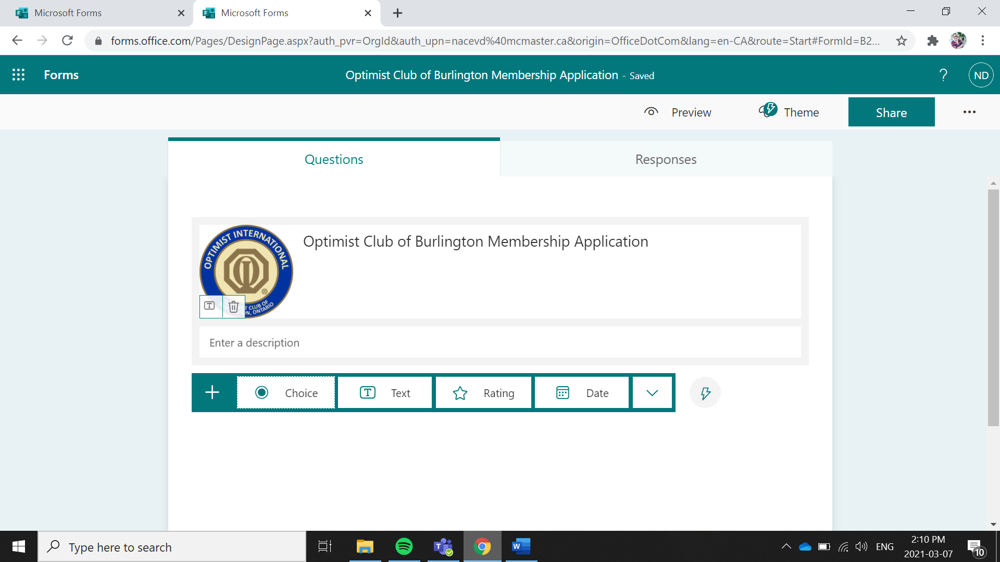 Microsoft Forms
Microsoft Forms
forms.office.com/Pages/DesignPage.aspx?auth_pvr=OrgId&auth_upn=nacevd%40mcmaster.ca&origin=OfficeDotCom&lang=en-CA&route=Start#FormId=B2...
Forms
Optimist Club of Burlington Membership Application - Saved
? ND
Preview
Theme
Share
Questions
Responses
OPTIMIST INTERNATIONAL
®
CLUB OF
ONTARIO
Optimist Club of Burlington Membership Application
Enter a description
Choice
Text
Rating
Date
Type here to search
ENG
2:10 PM
2021-03-07
10